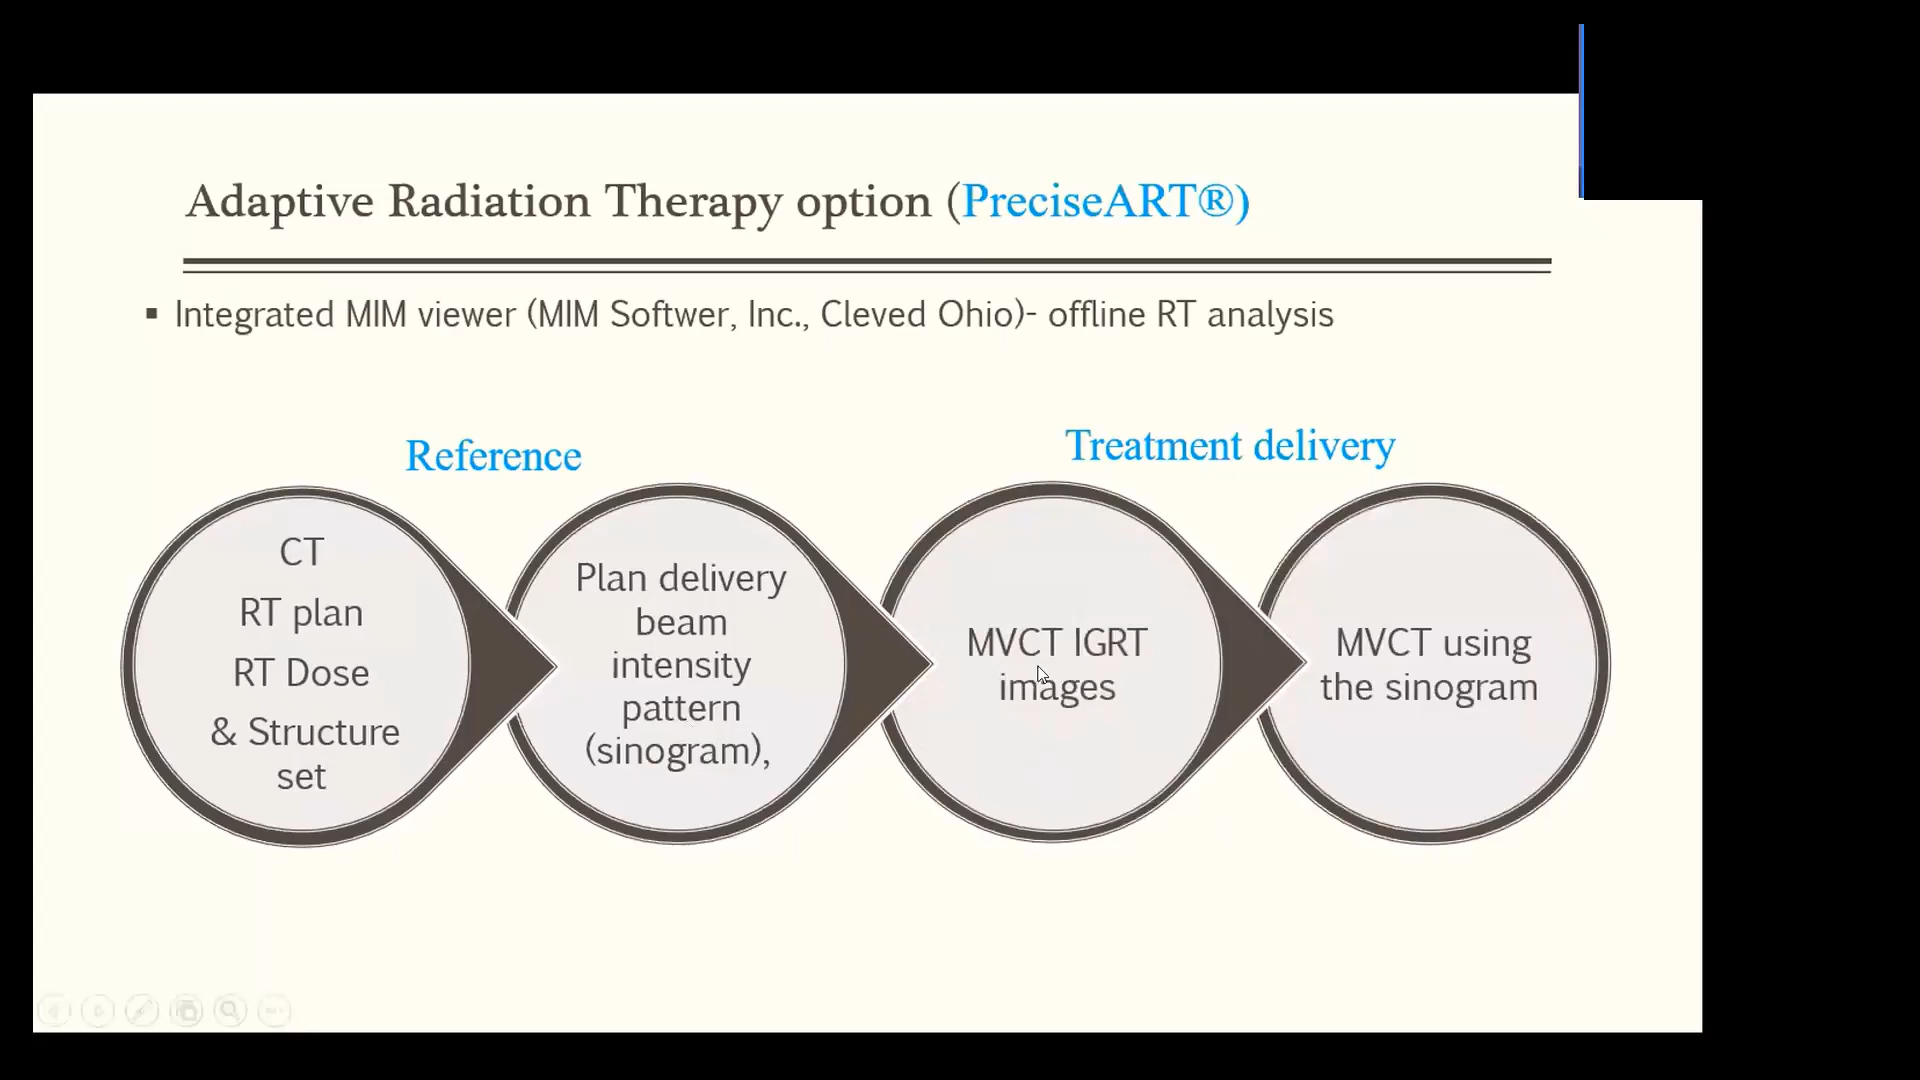 Adaptive Radiation Therapy option (PreciseART®)
▪ Integrated MIM viewer (MIM Softwer, Inc., Cleved Ohio)- offline RT analysis
Reference
Treatment delivery
CT
RT plan
RT Dose
& Structure
set
Plan delivery
beam
intensity
pattern
(sinogram),
MVCT IGRT
images
MVCT using
the sinogram